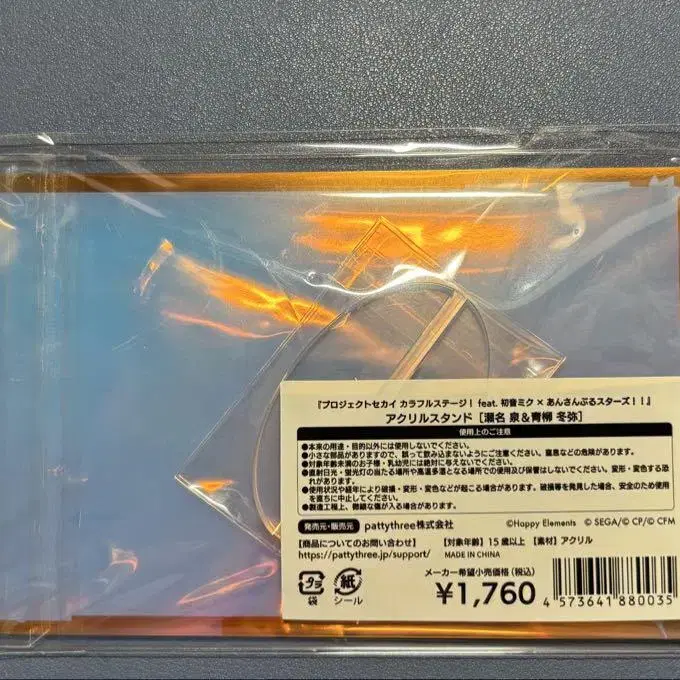 『プロジェクトセカイ カラフルステージ！ feat. 初音ミク × あんさんぶるスターズ！！』
アクリルスタンド［瀬名 泉＆青柳 冬弥］
使用上のご注意
●本来の用途・目的以外には使用しないでください。
●小さな部品がありますので、誤って飲み込まないようにご注意ください。窒息などの危険があります。
●対象年齢未満のお子様・乳幼児には絶対に与えないでください。
●直射日光・蛍光灯の当たる場所や高温多湿となる場所での使用及び保管はしないでください。変形・変色する恐
れがあります。
●使用状況や経年により破損・変形・変色などが起こる場合があります。破損等を発見した場合、安全のため使用
を直ちに中止してください。
●製造工程上、微細な傷が入る場合があります。
発売元・販売元 pattythree株式会社 ©Happy Elements © SEGA/© CP/© CFM
【商品についてのお問い合わせ】 【対象年齢】15歳以上 【素材】アクリル
https://pattythree.jp/support/ MADE IN CHINA
プラ 袋 紙 シール
メーカー希望小売価格（税込）
¥1,760
4 573641 880035